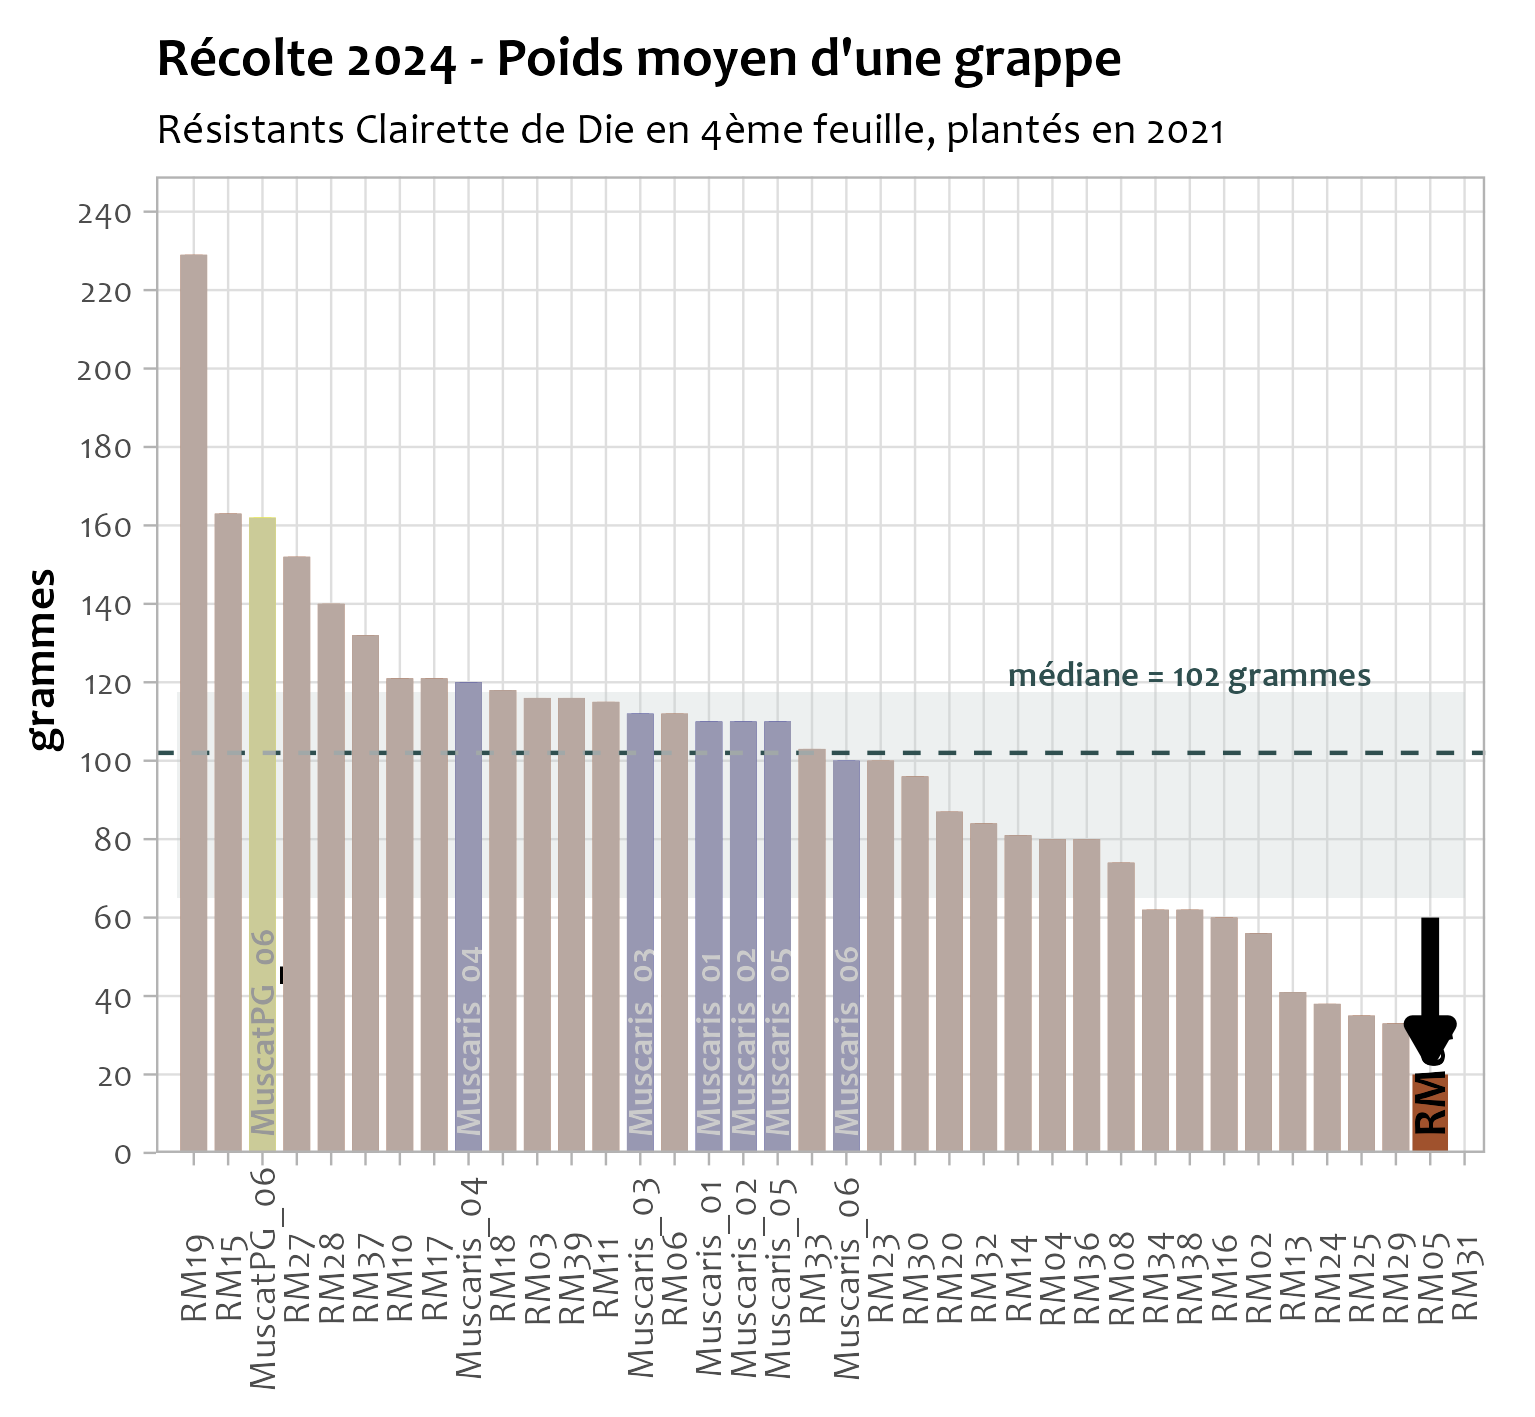 Récolte 2024 - Poids moyen d'une grappe
Résistants Clairette de Die en 4ème feuille, plantés en 2021
grammes
240
220
200
180
160
140
120
100
80
60
40
20
0
médiane = 102 grammes
MuscatPG_06
Muscaris_04
Muscaris_03
Muscaris_01
Muscaris_02
Muscaris_05
Muscaris_06
RM19
RM15
MuscatPG_06
RM27
RM28
RM37
RM10
RM17
Muscaris_04
RM18
RM03
RM39
RM11
Muscaris_03
RM06
Muscaris_01
Muscaris_02
Muscaris_05
RM33
Muscaris_06
RM23
RM30
RM20
RM32
RM14
RM04
RM36
RM08
RM34
RM38
RM16
RM02
RM13
RM24
RM25
RM29
RM05
RM31